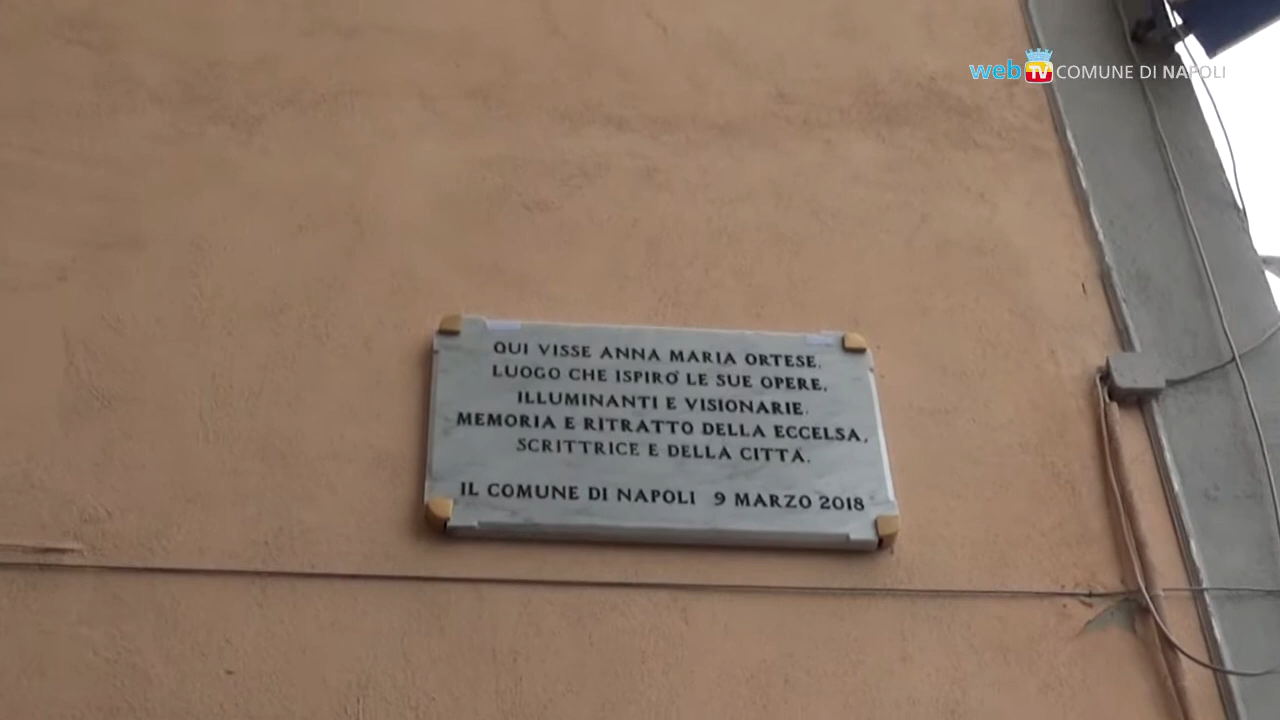 web TV COMUNE DI NAPOLI
QUI VISSE ANNA MARIA ORTESE,
LUOGO CHE ISPIRÒ LE SUE OPERE,
ILLUMINANTI E VISIONARIE.
MEMORIA E RITRATTO DELLA ECCELSA,
SCRITTRICE E DELLA CITTÀ.
IL COMUNE DI NAPOLI 9 MARZO 2018